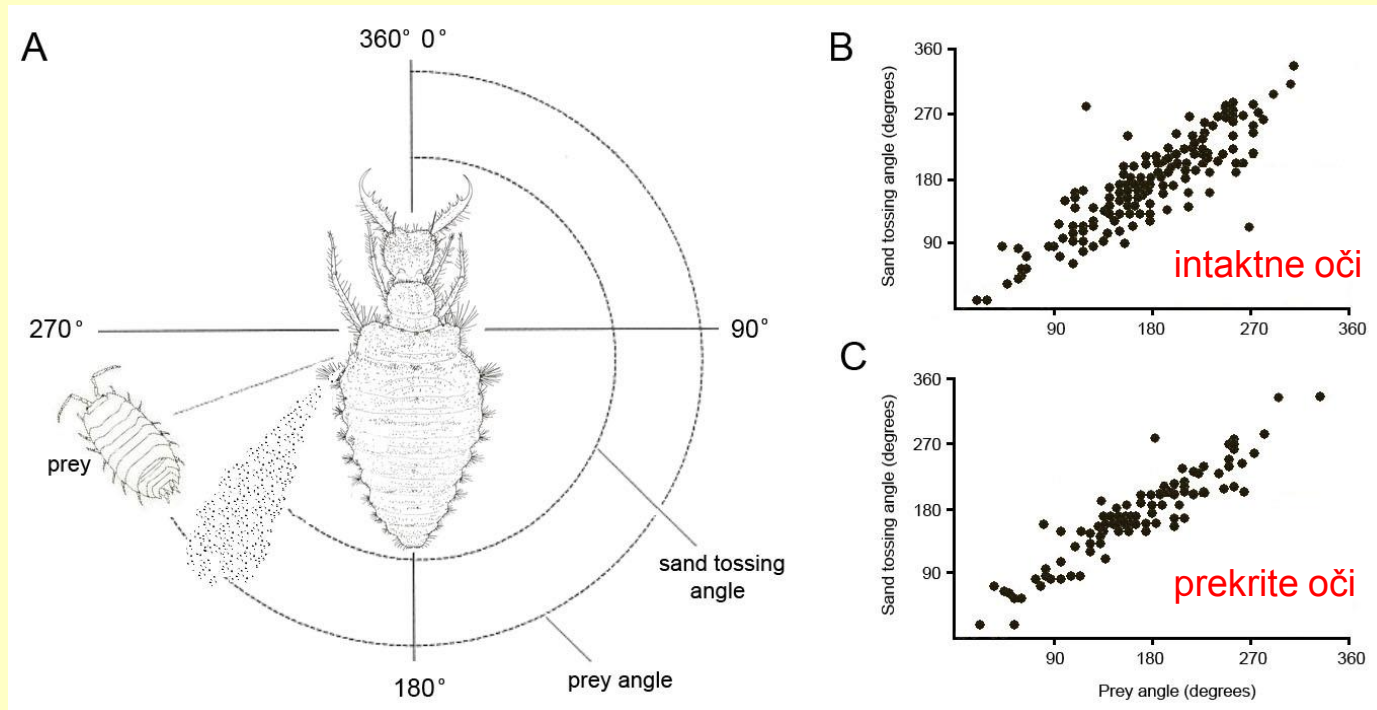 A
360° 0°
270°
90°
prey
sand tossing
angle
prey angle
180°
B
360
270
180
90
Sand tossing angle (degrees)
intaktne oči
90
180
270
360
C
360
270
180
90
Sand tossing angle (degrees)
prekrite oči
90
180
270
360
Prey angle (degrees)